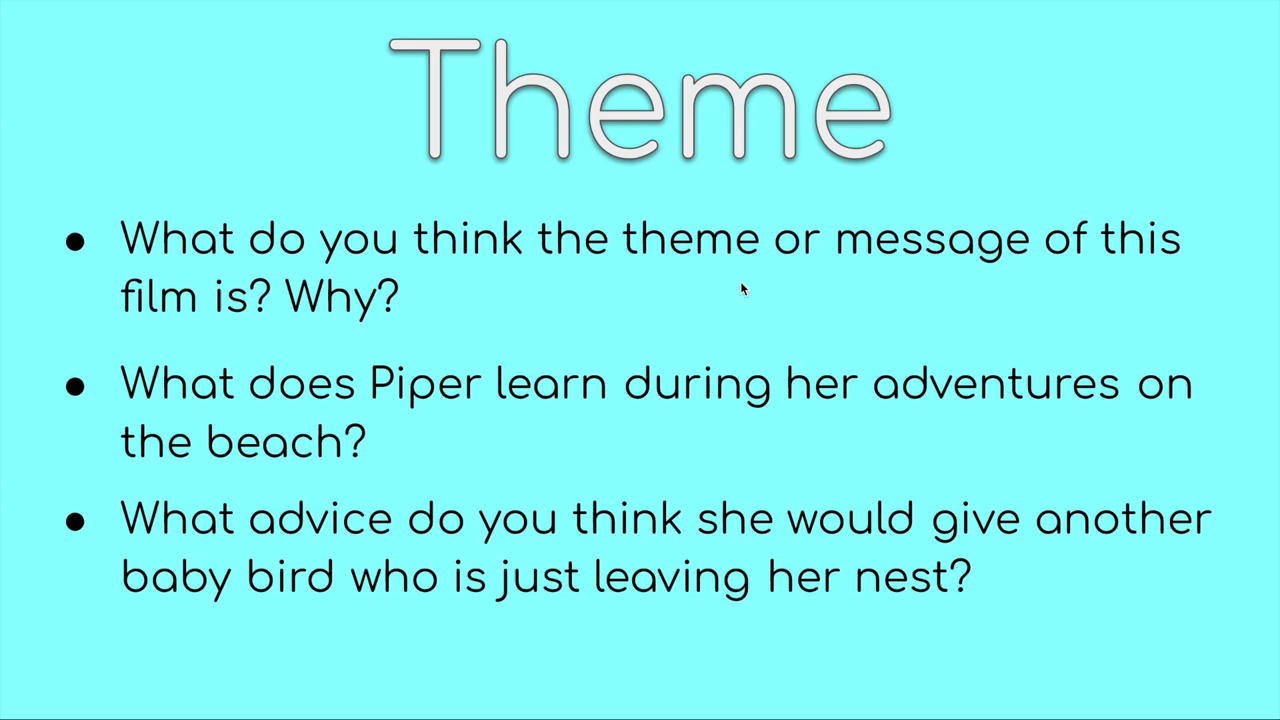 Theme
● What do you think the theme or message of this
film is? Why?
● What does Piper learn during her adventures on
the beach?
● What advice do you think she would give another
baby bird who is just leaving her nest?